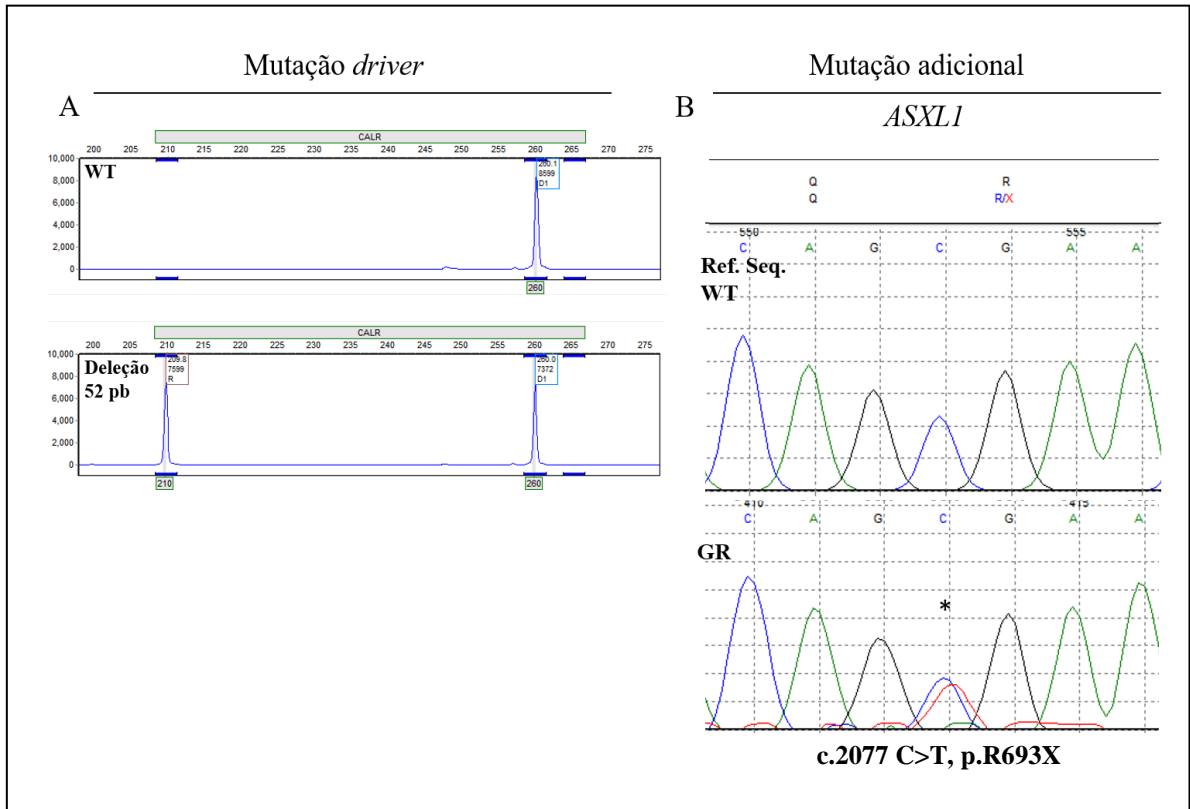 Mutação driver
Mutação adicional
A
B
ASXL1
CALR
200 205 210 215 220 225 230 235 240 245 250 255 260 265 270 275
10,000
8,000
6,000
4,000
2,000
0
WT
260.1
8599
D1
260
CALR
200 205 210 215 220 225 230 235 240 245 250 255 260 265 270 275
10,000
8,000
6,000
4,000
2,000
0
Deleção
52 pb
209.8
7599
R
260.0
7372
D1
210
260
Q R
Q R/X
550 555
C A G C G A A
Ref. Seq.
WT
410 415
C A G C G A A
GR
*
c.2077 C>T, p.R693X